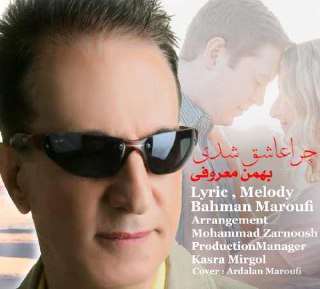 چرا عاشق شدی
بهمن معروفی
Lyric , Melody
Bahman Maroufi
Arrangement
Mohammad Zarnoosh
ProductionManager
Kasra Mirgol
Cover : Ardalan Maroufi